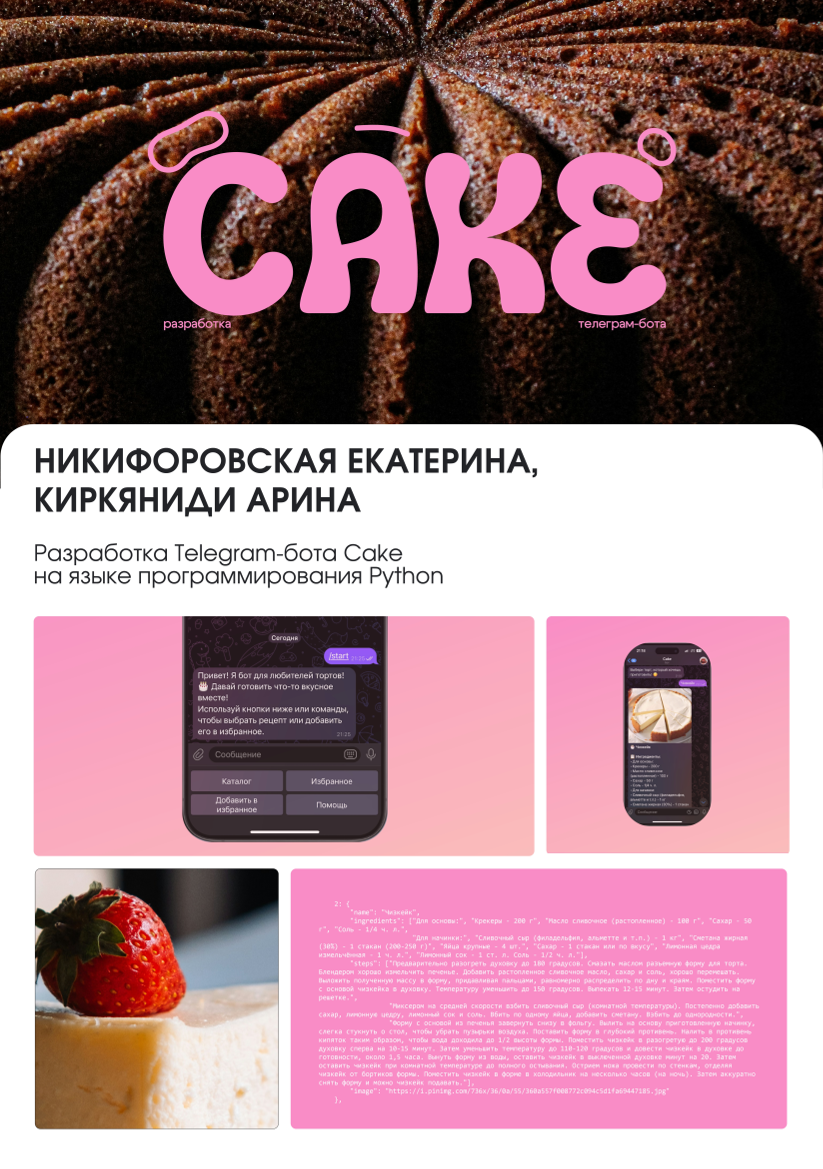 CAKE
разработка
телеграм-бота
НИКИФОРОВСКАЯ ЕКАТЕРИНА,
КИРКЯНИДИ АРИНА
Разработка Telegram-бота Cake
на языке программирования Python
Сегодня
/start 21:25
Привет! Я бот для любителей тортов!
🎂 Давай готовить что-то вкусное
вместе!
Используй кнопки ниже или команды,
чтобы выбрать рецепт или добавить
его в избранное. 21:25
Сообщение
Каталог
Избранное
Добавить в
избранное
Помощь
Cake
2: {
"name": "Чизкейк",
"ingredients": ["Для основы:", "Крекеры - 200 г", "Масло сливочное (растопленное) - 100 г", "Сахар - 50
г", "Соль - 1/4 ч. л.",
"Для начинки:", "Сливочный сыр (филадельфия, альметте и т.п.) - 1 кг", "Сметана жирная
(30%) - 1 стакан (200-250 г)", "Яйца крупные - 4 шт.", "Сахар - 1 стакан или по вкусу", "Лимонная цедра
измельчённая - 1 ч. л.", "Лимонный сок - 1 ст. л. Соль - 1/2 ч. л."],
"steps": ["Предварительно разогреть духовку до 180 градусов. Смазать маслом разъемную форму для торта.
Блендером хорошо измельчить печенье. Добавить растопленное сливочное масло, сахар и соль, хорошо перемешать.
Выложить полученную массу в форму, придавливая пальцами, равномерно распределить по дну и краям. Поместить форму
с основой чизкейка в духовку. Температуру уменьшить до 150 градусов. Выпекать 12-15 минут. Затем остудить на
решетке.",
"Миксером на средней скорости взбить сливочный сыр (комнатной температуры). Постепенно добавить
сахар, лимонную цедру, лимонный сок и соль. Вбить по одному яйца, добавить сметану. Взбить до однородности.",
"Форму с основой из печенья завернуть снизу в фольгу. Вылить на основу приготовленную начинку,
слегка стукнуть о стол, чтобы убрать пузырьки воздуха. Поставить форму в глубокий противень. Налить в противень
кипяток таким образом, чтобы вода доходила до 1/2 высоты формы. Поместить чизкейк в разогретую до 200 градусов
духовку сперва на 10-15 минут. Затем уменьшить температуру до 110-120 градусов и довести чизкейк в духовке до
готовности, около 1,5 часа. Вынуть форму из воды, оставить чизкейк в выключенной духовке минут на 20. Затем
оставить чизкейк при комнатной температуре до полного остывания. Острием ножа провести по стенкам, отделяя
чизкейк от бортиков формы. Поместить чизкейк в форме в холодильник на несколько часов (на ночь). Затем аккуратно
снять форму и можно чизкейк подавать."],
"image": "https://i.pinimg.com/736x/36/0a/55/360a557f088772c094c5d1fa69447105.jpg"
},